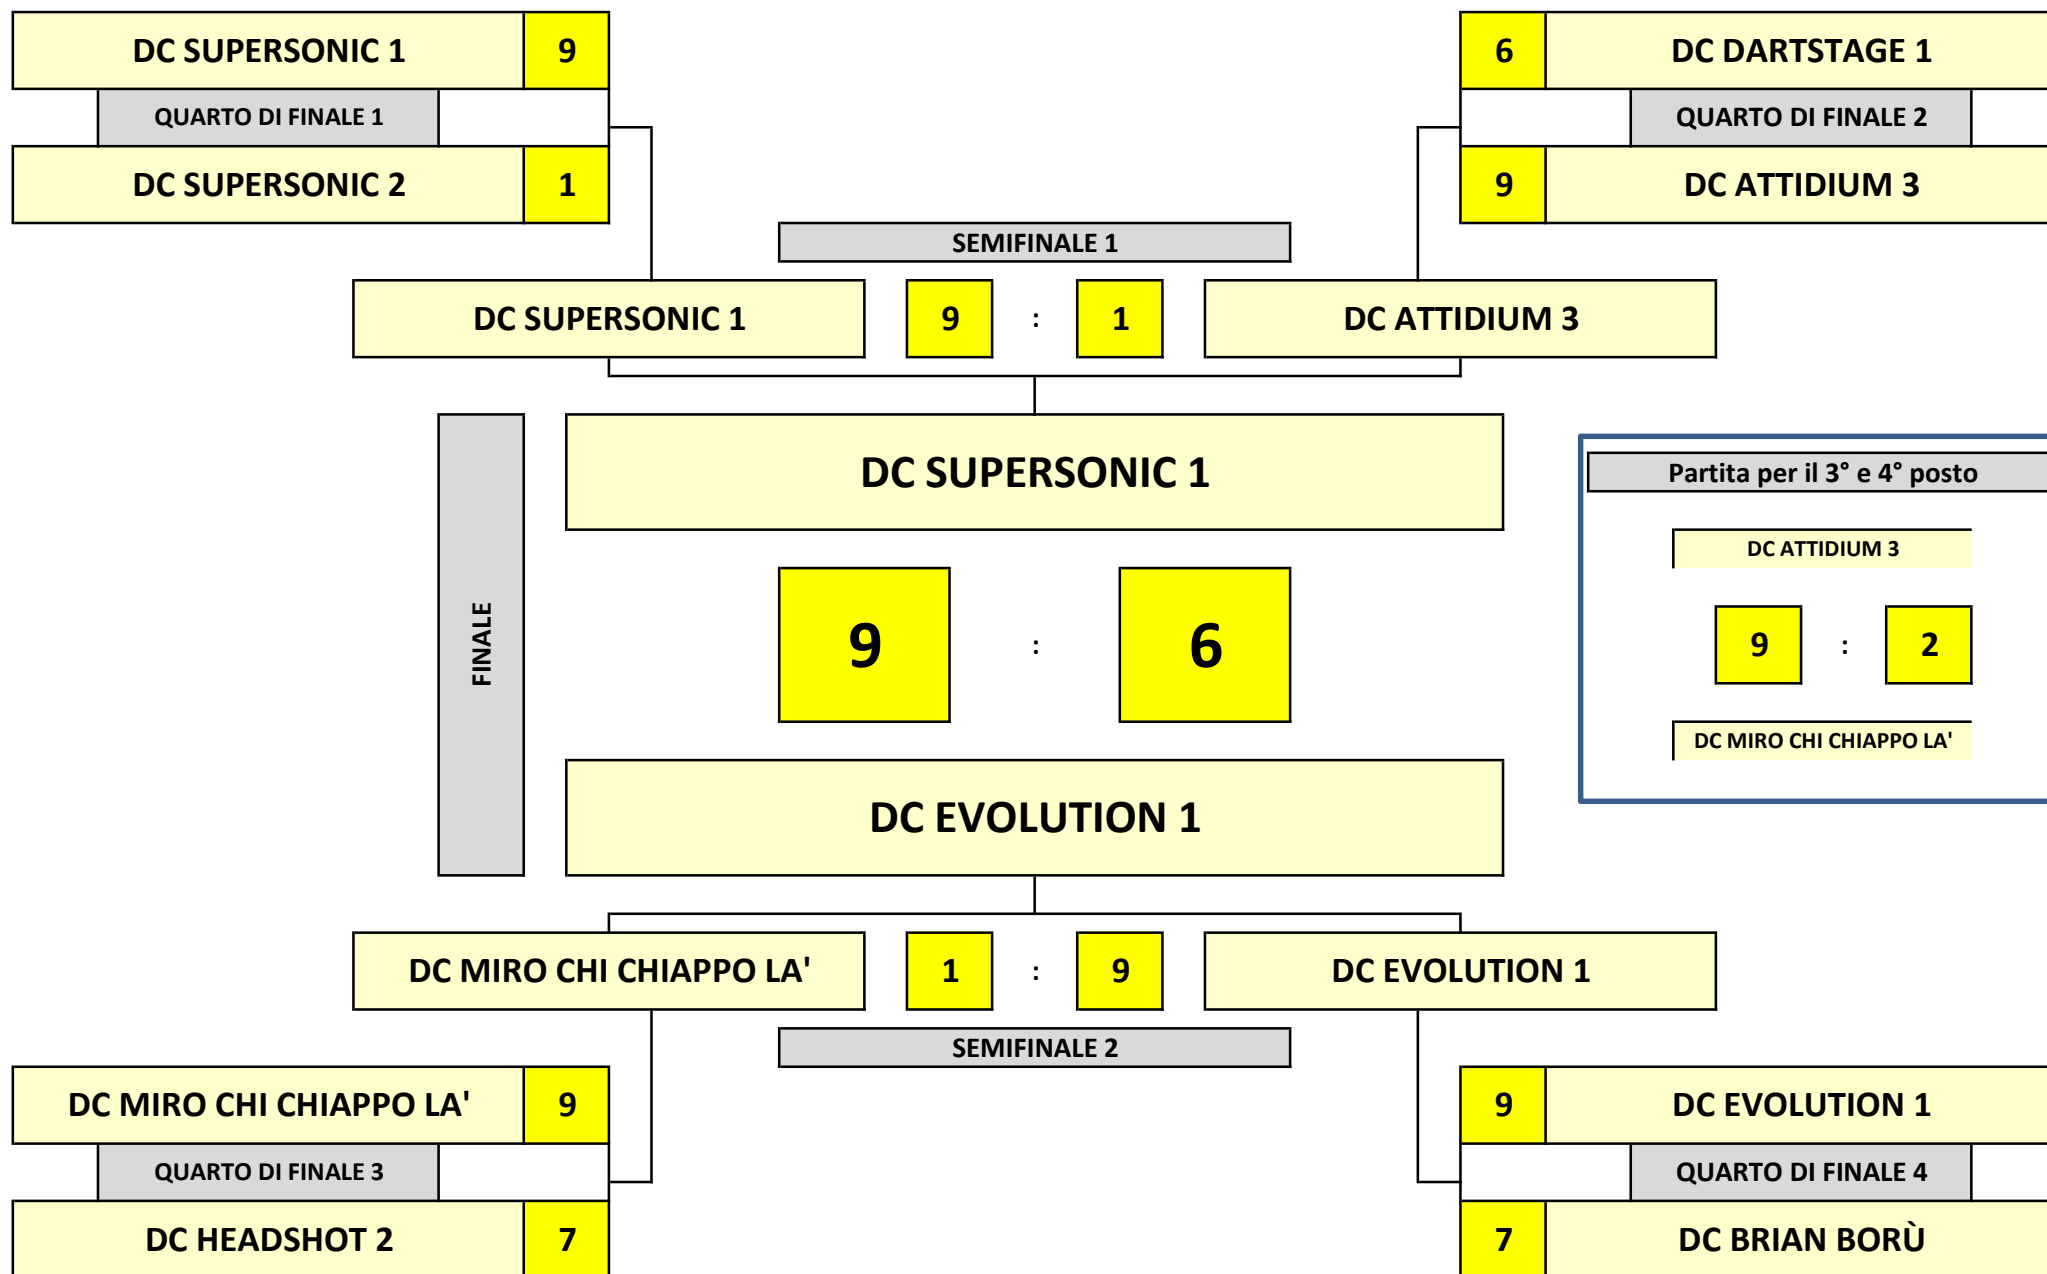 DC SUPERSONIC 1 9
6 DC DARTSTAGE 1
QUARTO DI FINALE 1
QUARTO DI FINALE 2
DC SUPERSONIC 2 1
9 DC ATTIDIUM 3
SEMIFINALE 1
DC SUPERSONIC 1 9 : 1 DC ATTIDIUM 3
DC SUPERSONIC 1
FINALE
9 : 6
DC EVOLUTION 1
Partita per il 3° e 4° posto
DC ATTIDIUM 3
9 : 2
DC MIRO CHI CHIAPPO LA'
DC MIRO CHI CHIAPPO LA' 1 : 9 DC EVOLUTION 1
SEMIFINALE 2
DC MIRO CHI CHIAPPO LA' 9
9 DC EVOLUTION 1
QUARTO DI FINALE 3
QUARTO DI FINALE 4
DC HEADSHOT 2 7
7 DC BRIAN BORÙ